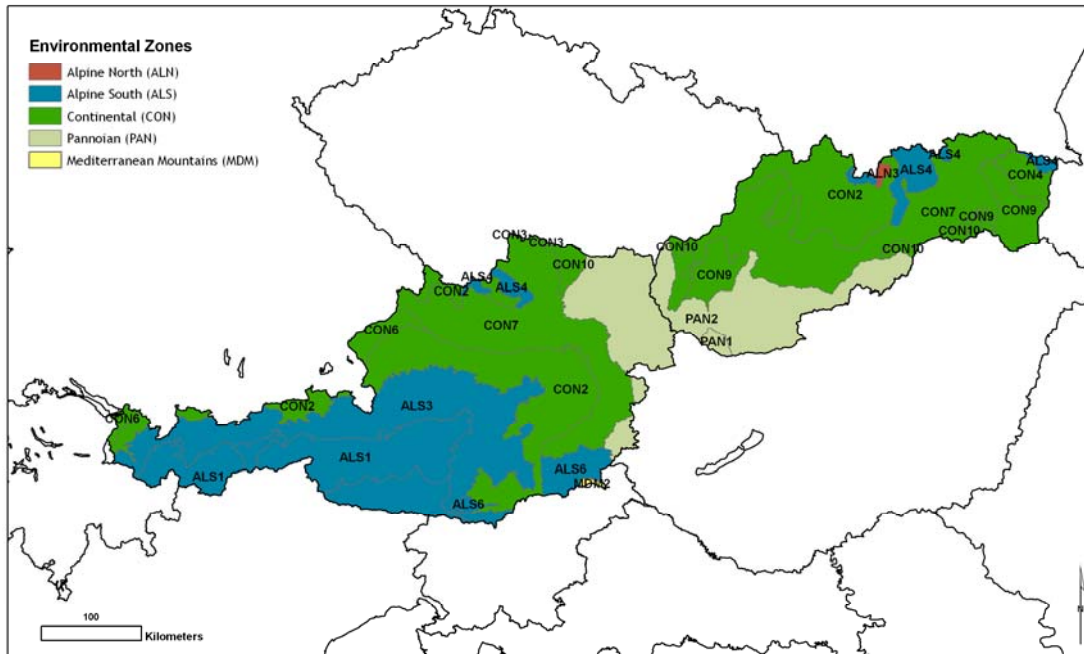 Environmental Zones
Alpine North (ALN)
Alpine South (ALS)
Continental (CON)
Pannoian (PAN)
Mediterranean Mountains (MDM)
ALS4
ALS4
ALN3
ALS4
CON4
CON2
CON7
CON9
CON9
CON10
CON10
CON10
CON9
PAN2
PAN1
CON3
CON3
CON10
ALS4
CON2
ALS4
CON6
CON7
CON2
ALS3
CON2
CON6
ALS1
ALS1
ALS6
MDM2
ALS6
100
Kilometers
N